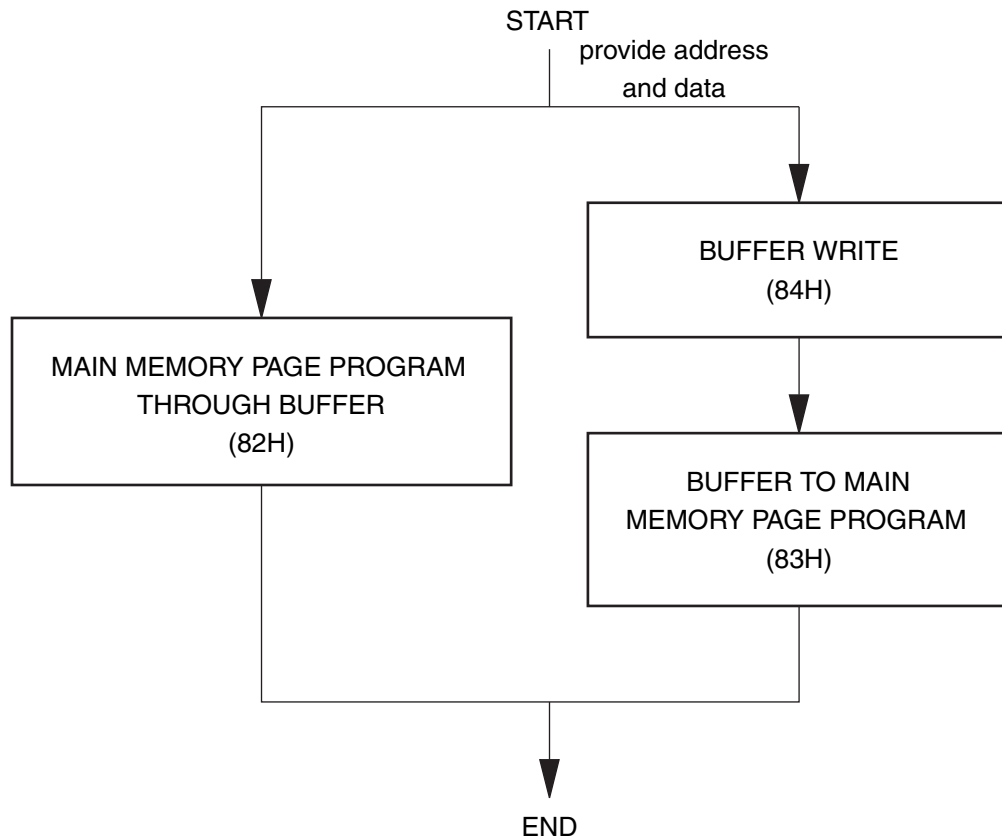 START
provide address
and data
BUFFER WRITE
(84H)
MAIN MEMORY PAGE PROGRAM
THROUGH BUFFER
(82H)
BUFFER TO MAIN
MEMORY PAGE PROGRAM
(83H)
END